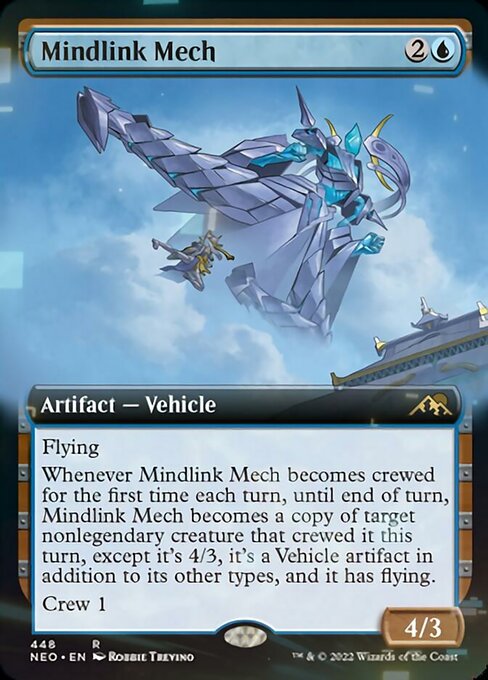 Mindlink Mech 2
Artifact — Vehicle
Flying
Whenever Mindlink Mech becomes crewed
for the first time each turn, until end of turn,
Mindlink Mech becomes a copy of target
nonlegendary creature that crewed it this
turn, except it's 4/3, it's a Vehicle artifact in
addition to its other types, and it has flying.
Crew 1
4/3
448 R
NEO • EN Robbie Trevino
™ & © 2022 Wizards of the Coast